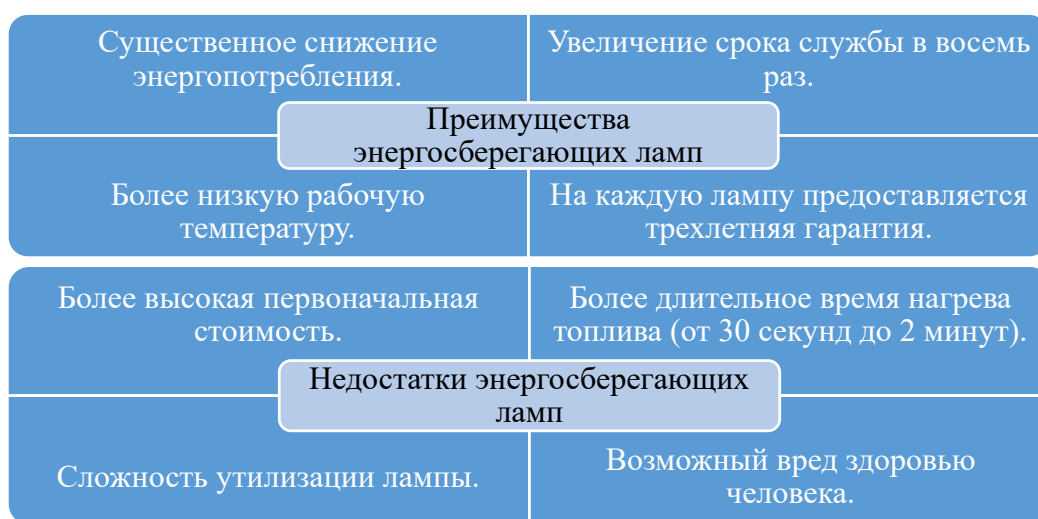 Существенное снижение
энергопотребления.
Увеличение срока службы в восемь
раз.
Преимущества
энергосберегающих ламп
Более низкую рабочую
температуру.
На каждую лампу предоставляется
трехлетняя гарантия.
Более высокая первоначальная
стоимость.
Более длительное время нагрева
топлива (от 30 секунд до 2 минут).
Недостатки энергосберегающих
ламп
Сложность утилизации лампы.
Возможный вред здоровью
человека.